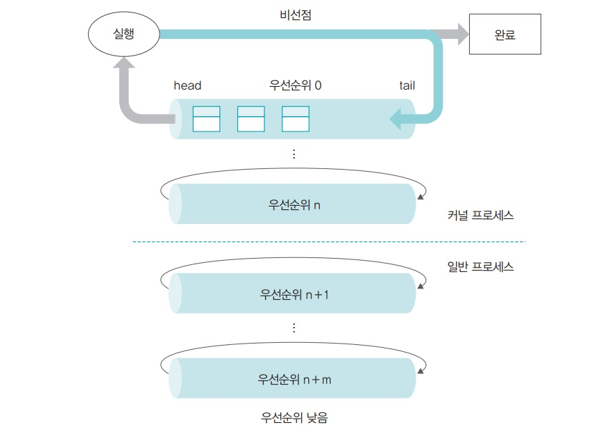 비선점
실행
완료
head 우선순위 0 tail
⋮
우선순위 n
커널 프로세스
일반 프로세스
우선순위 n+1
⋮
우선순위 n+m
우선순위 낮음